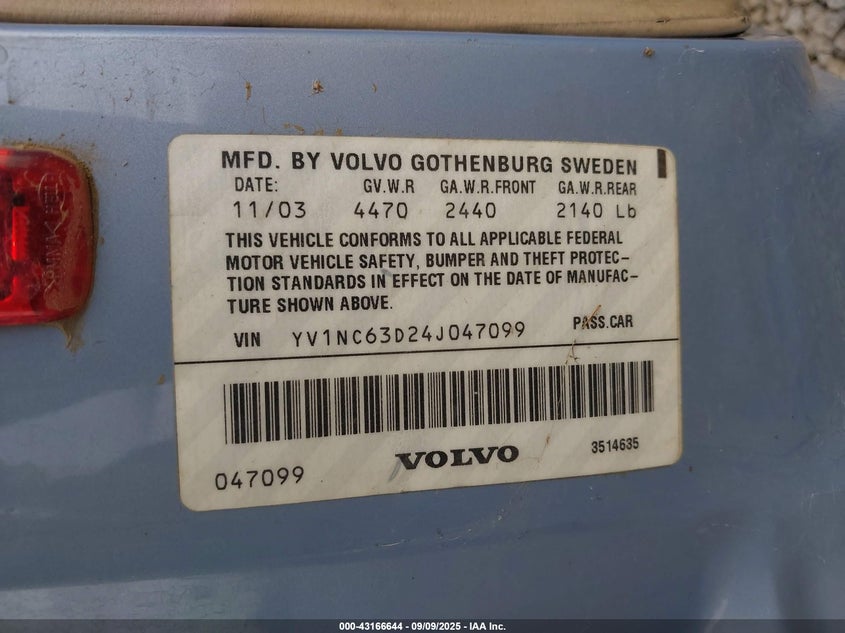 MFD. BY VOLVO GOTHENBURG SWEDEN
DATE: GV.W.R GA.W.R.FRONT GA.W.R.REAR
11/03 4470 2440 2140 Lb
THIS VEHICLE CONFORMS TO ALL APPLICABLE FEDERAL
MOTOR VEHICLE SAFETY, BUMPER AND THEFT PROTEC-
TION STANDARDS IN EFFECT ON THE DATE OF MANUFAC-
TURE SHOWN ABOVE.
VIN YV1NC63D24J047099 PASS.CAR
047099 VOLVO 3514635
000-43166644 - 09/09/2025 - IAA Inc.